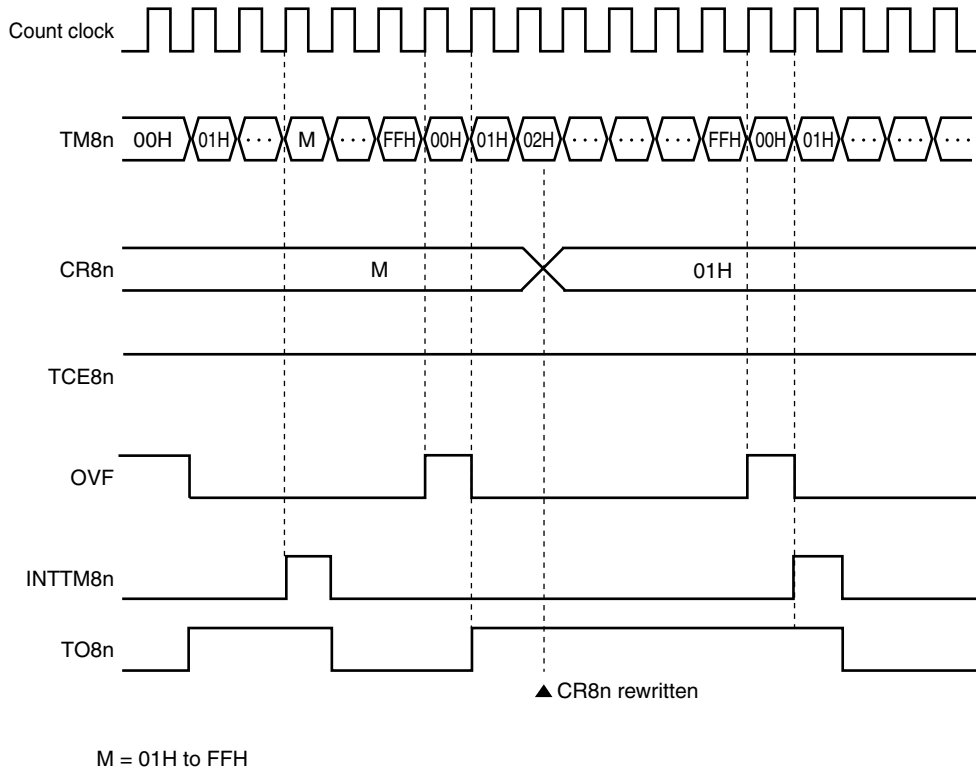 Count clock
TM8n 00H 01H ··· M ··· FFH 00H 01H 02H ··· ··· ··· FFH 00H 01H ··· ··· ···
CR8n M 01H
TCE8n
OVF
INTTM8n
TO8n
▲ CR8n rewritten
M = 01H to FFH